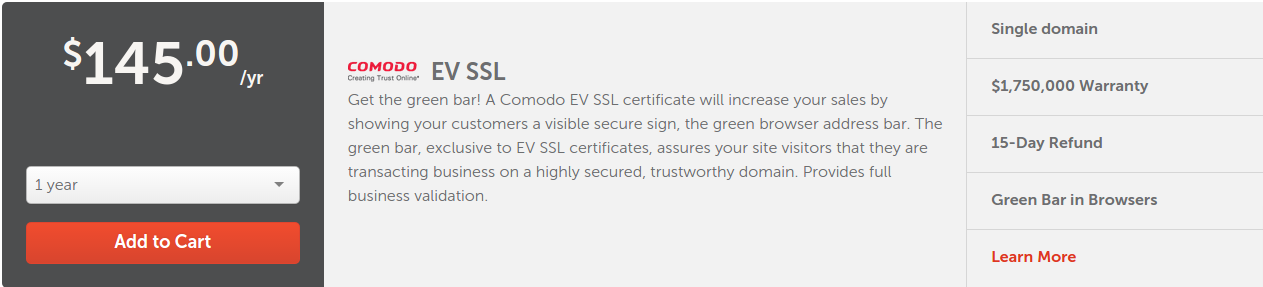 $145.00/yr
1 year
Add to Cart
COMODO
Creating Trust Online®
EV SSL
Get the green bar! A Comodo EV SSL certificate will increase your sales by
showing your customers a visible secure sign, the green browser address bar. The
green bar, exclusive to EV SSL certificates, assures your site visitors that they are
transacting business on a highly secured, trustworthy domain. Provides full
business validation.
Single domain
$1,750,000 Warranty
15-Day Refund
Green Bar in Browsers
Learn More